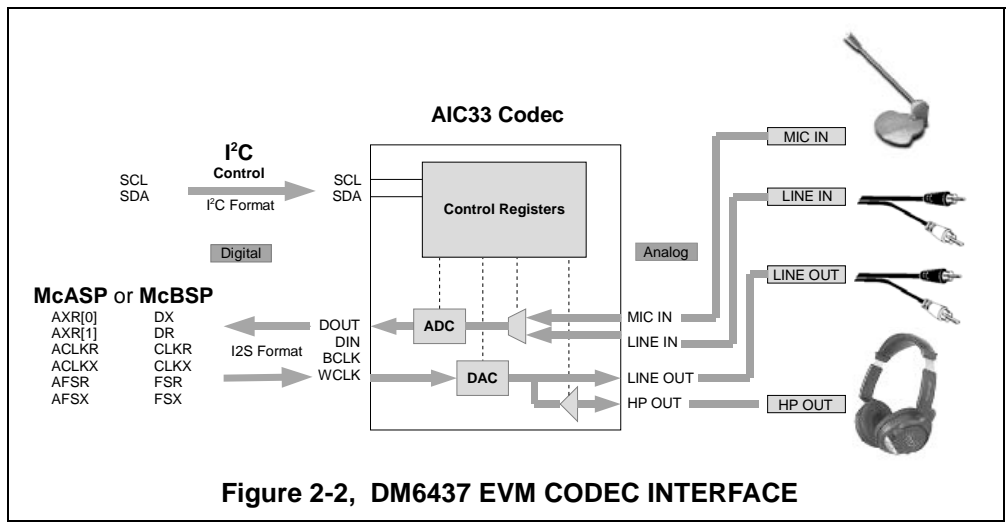 AIC33 Codec
I²C
Control
I²C Format
SCL
SDA
SCL
SDA
Control Registers
MIC IN
LINE IN
LINE OUT
HP OUT
Digital
Analog
McASP or McBSP
AXR[0] DX
AXR[1] DR
ACLKR CLKR
ACLKX CLKX
AFSR FSR
AFSX FSX
I2S Format
DOUT
DIN
BCLK
WCLK
ADC
DAC
MIC IN
LINE IN
LINE OUT
HP OUT
Figure 2-2, DM6437 EVM CODEC INTERFACE